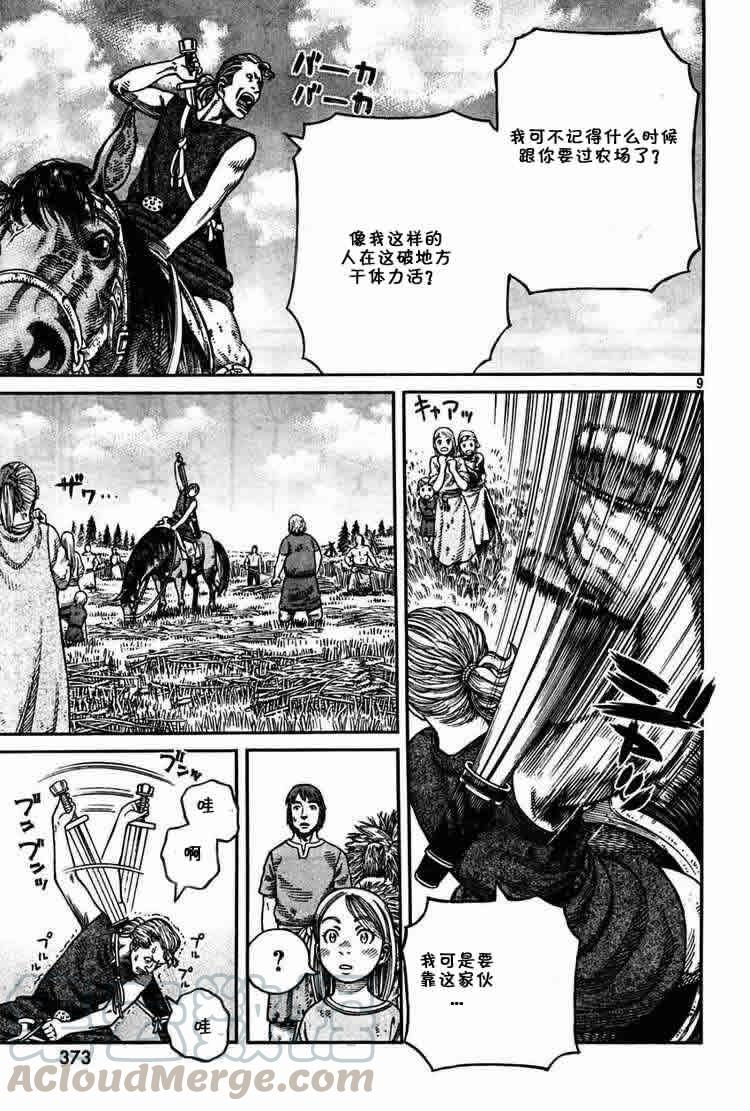 バーカ
バーカ
我可不记得什么时候
跟你要过农场了?
像我这样的
人在这破地方
干体力活?
9
キャアッ
ザワ…
我可是要
靠这家伙
…
?
ブンッ
ブンッ
哇
啊
プル
プル
プル
哇
373
ACloudMerge.com